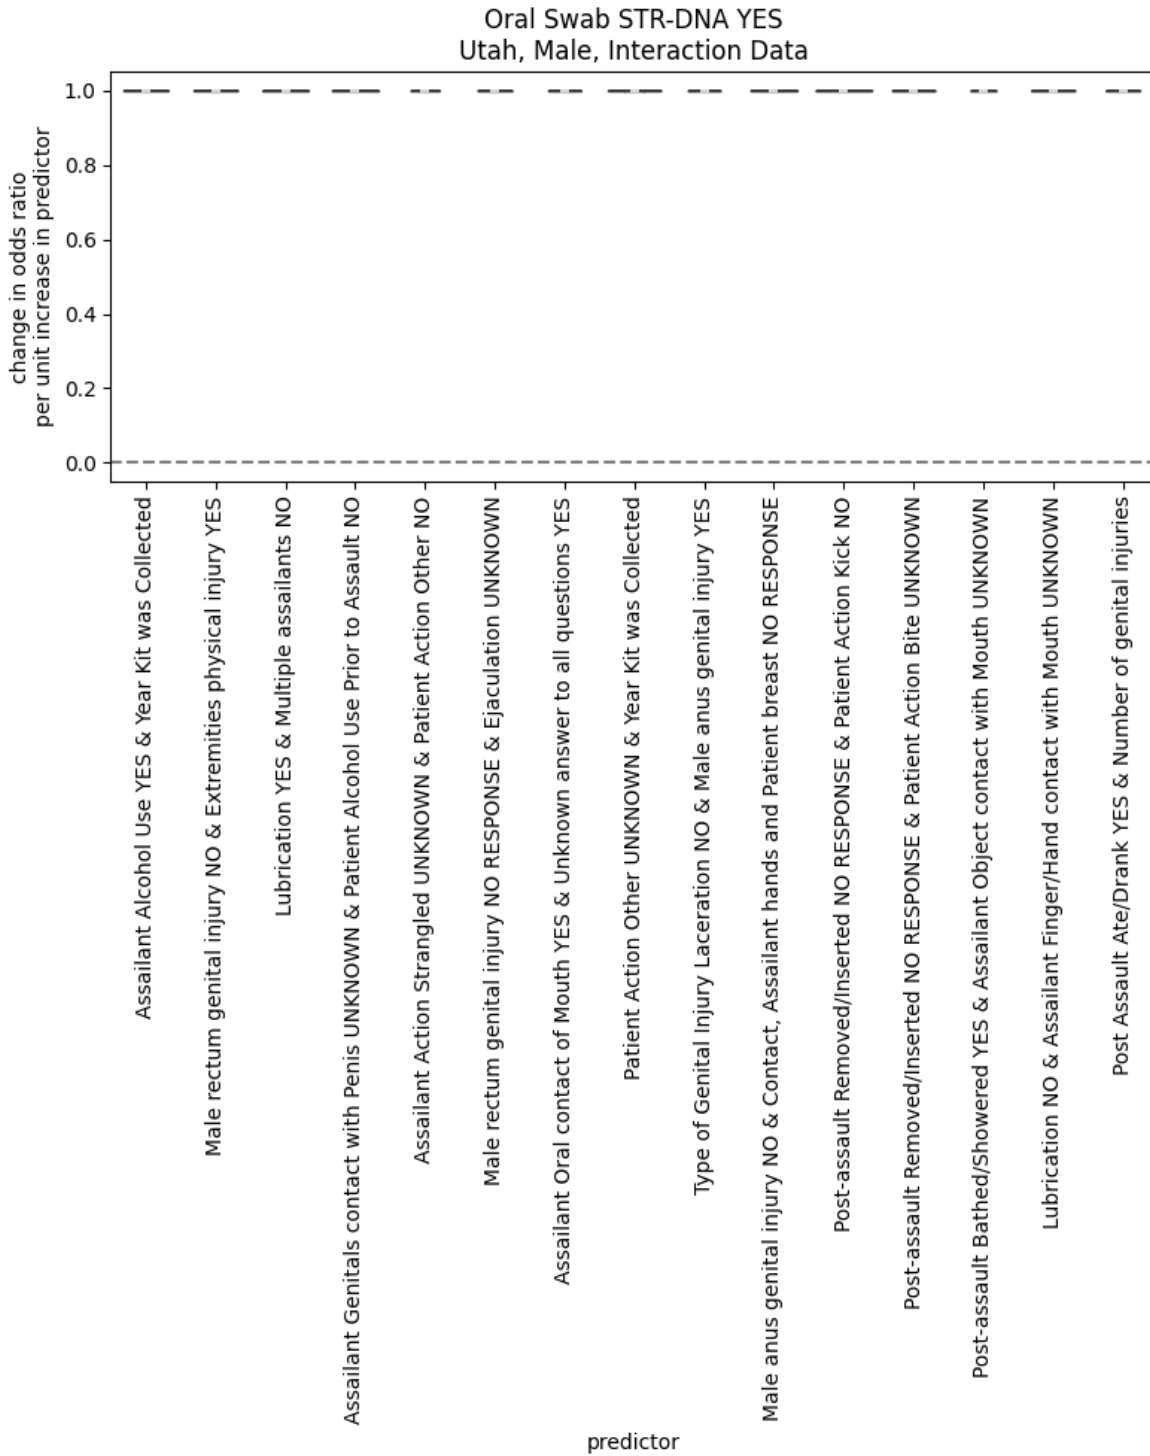 Oral Swab STR-DNA YES
Utah, Male, Interaction Data
change in odds ratio
per unit increase in predictor
1.0
0.8
0.6
0.4
0.2
0.0
Assailant Alcohol Use YES & Year Kit was Collected
Male rectum genital injury NO & Extremities physical injury YES
Lubrication YES & Multiple assailants NO
Assailant Genitals contact with Penis UNKNOWN & Patient Alcohol Use Prior to Assault NO
Assailant Action Strangled UNKNOWN & Patient Action Other NO
Male rectum genital injury NO RESPONSE & Ejaculation UNKNOWN
Assailant Oral contact of Mouth YES & Unknown answer to all questions YES
Patient Action Other UNKNOWN & Year Kit was Collected
Type of Genital Injury Laceration NO & Male anus genital injury YES
Male anus genital injury NO & Contact, Assailant hands and Patient breast NO RESPONSE
Post-assault Removed/Inserted NO RESPONSE & Patient Action Kick NO
Post-assault Removed/Inserted NO RESPONSE & Patient Action Bite UNKNOWN
Post-assault Bathed/Showered YES & Assailant Object contact with Mouth UNKNOWN
Lubrication NO & Assailant Finger/Hand contact with Mouth UNKNOWN
Post Assault Ate/Drank YES & Number of genital injuries
predictor